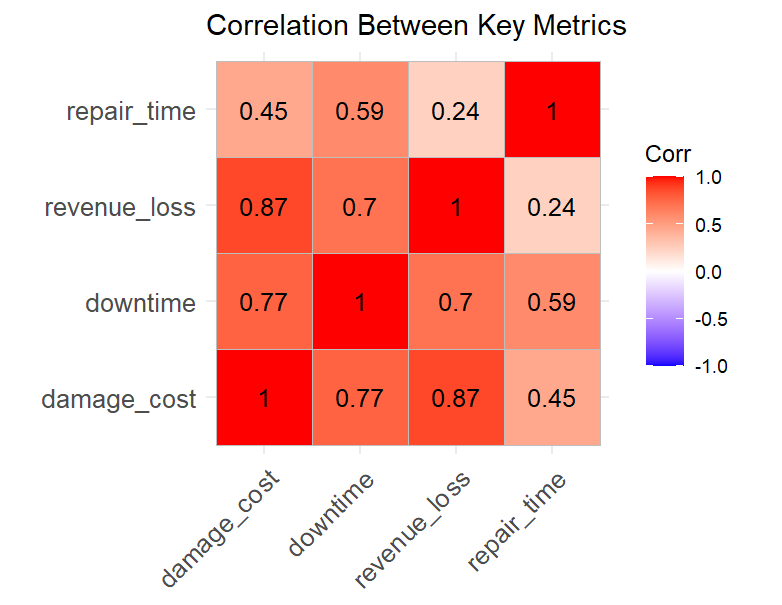 Correlation Between Key Metrics
repair_time 0.45 0.59 0.24 1
revenue_loss 0.87 0.7 1 0.24
downtime 0.77 1 0.7 0.59
damage_cost 1 0.77 0.87 0.45
damage_cost
downtime
revenue_loss
repair_time
Corr
1.0
0.5
0.0
-0.5
-1.0